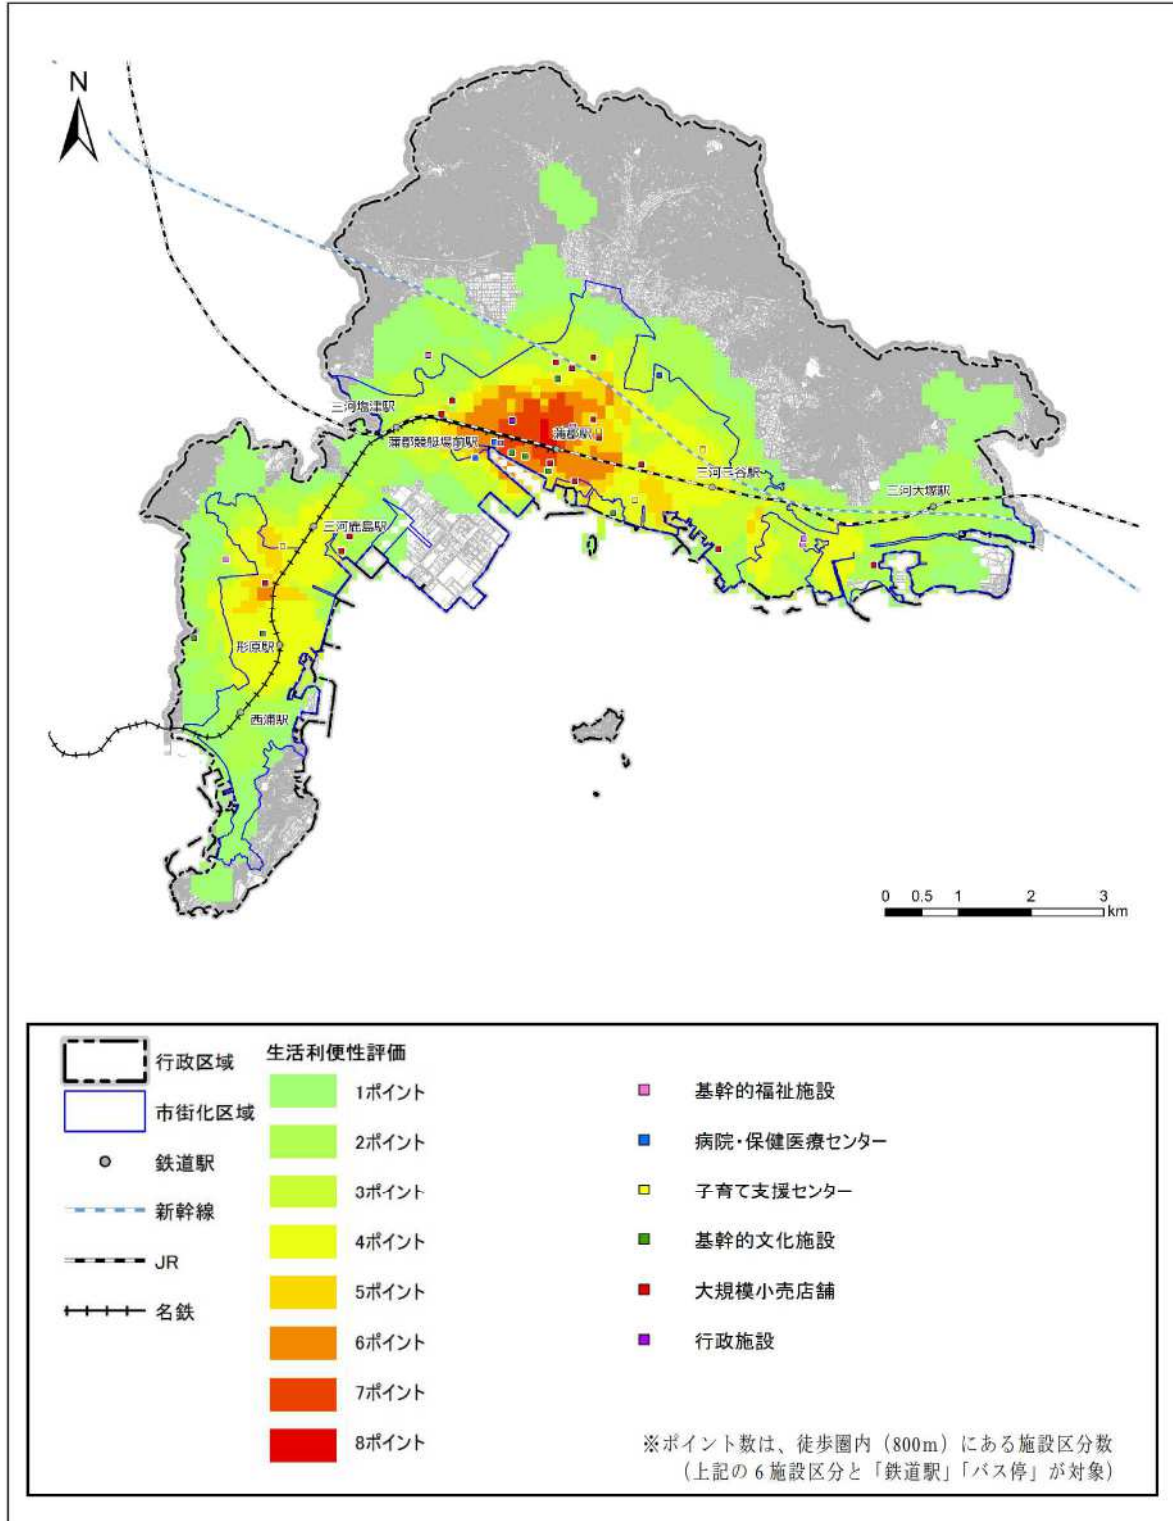 N
三河塩津駅
蒲郡競艇場前駅
蒲郡駅
三河三谷駅
三河大塚駅
三河鹿島駅
形原駅
西浦駅
0 0.5 1 2 3
km
行政区域
市街化区域
鉄道駅
新幹線
JR
名鉄
生活利便性評価
1ポイント
2ポイント
3ポイント
4ポイント
5ポイント
6ポイント
7ポイント
8ポイント
基幹的福祉施設
病院・保健医療センター
子育て支援センター
基幹的文化施設
大規模小売店舗
行政施設
※ポイント数は、徒歩圏内（800m）にある施設区分数
（上記の6施設区分と「鉄道駅」「バス停」が対象）